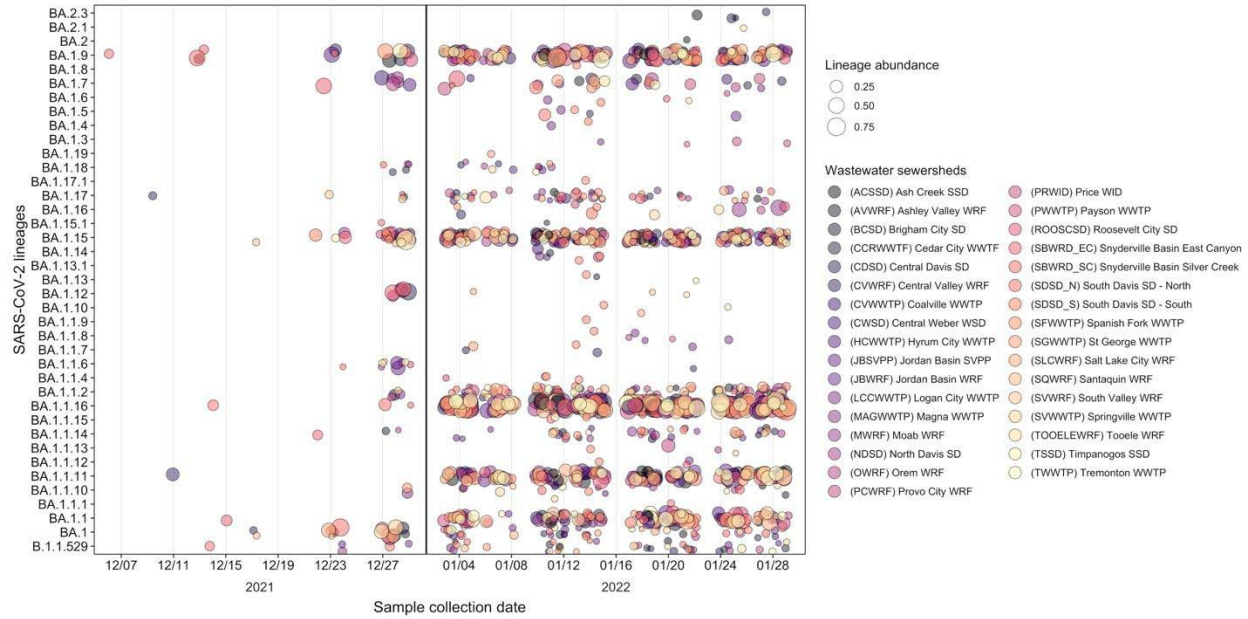 SARS-CoV-2 lineages
BA.2.3
BA.2.1
BA.2
BA.1.9
BA.1.8
BA.1.7
BA.1.6
BA.1.5
BA.1.4
BA.1.3
BA.1.19
BA.1.18
BA.1.17.1
BA.1.17
BA.1.16
BA.1.15.1
BA.1.15
BA.1.14
BA.1.13.1
BA.1.13
BA.1.12
BA.1.10
BA.1.1.9
BA.1.1.8
BA.1.1.7
BA.1.1.6
BA.1.1.4
BA.1.1.2
BA.1.1.16
BA.1.1.15
BA.1.1.14
BA.1.1.13
BA.1.1.12
BA.1.1.11
BA.1.1.10
BA.1.1.1
BA.1.1
BA.1
B.1.1.529
12/07 12/11 12/15 12/19 12/23 12/27 01/04 01/08 01/12 01/16 01/20 01/24 01/28
2021 2022
Sample collection date
Lineage abundance
0.25
0.50
0.75
Wastewater sewersheds
(ACSSD) Ash Creek SSD
(AVWRF) Ashley Valley WRF
(BCSD) Brigham City SD
(CCRWWTF) Cedar City WWTF
(CDSD) Central Davis SD
(CVWRF) Central Valley WRF
(CVWWTP) Coalville WWTP
(CWSD) Central Weber WSD
(HCWWTP) Hyrum City WWTP
(JBSVPP) Jordan Basin SVPP
(JBWRF) Jordan Basin WRF
(LCCWWTP) Logan City WWTP
(MAGWWTP) Magna WWTP
(MWRF) Moab WRF
(NDSD) North Davis SD
(OWRF) Orem WRF
(PCWRF) Provo City WRF
(PRWID) Price WID
(PWWTP) Payson WWTP
(ROOSCSD) Roosevelt City SD
(SBWRD_EC) Snyderville Basin East Canyon
(SBWRD_SC) Snyderville Basin Silver Creek
(SDSD_N) South Davis SD - North
(SDSD_S) South Davis SD - South
(SFWWTP) Spanish Fork WWTP
(SGWWTP) St George WWTP
(SLCWRF) Salt Lake City WRF
(SQWRF) Santaquin WRF
(SVWRF) South Valley WRF
(SVWWTP) Springville WWTP
(TOOELEWRF) Tooele WRF
(TSSD) Timpanogos SSD
(TWWTP) Tremonton WWTP